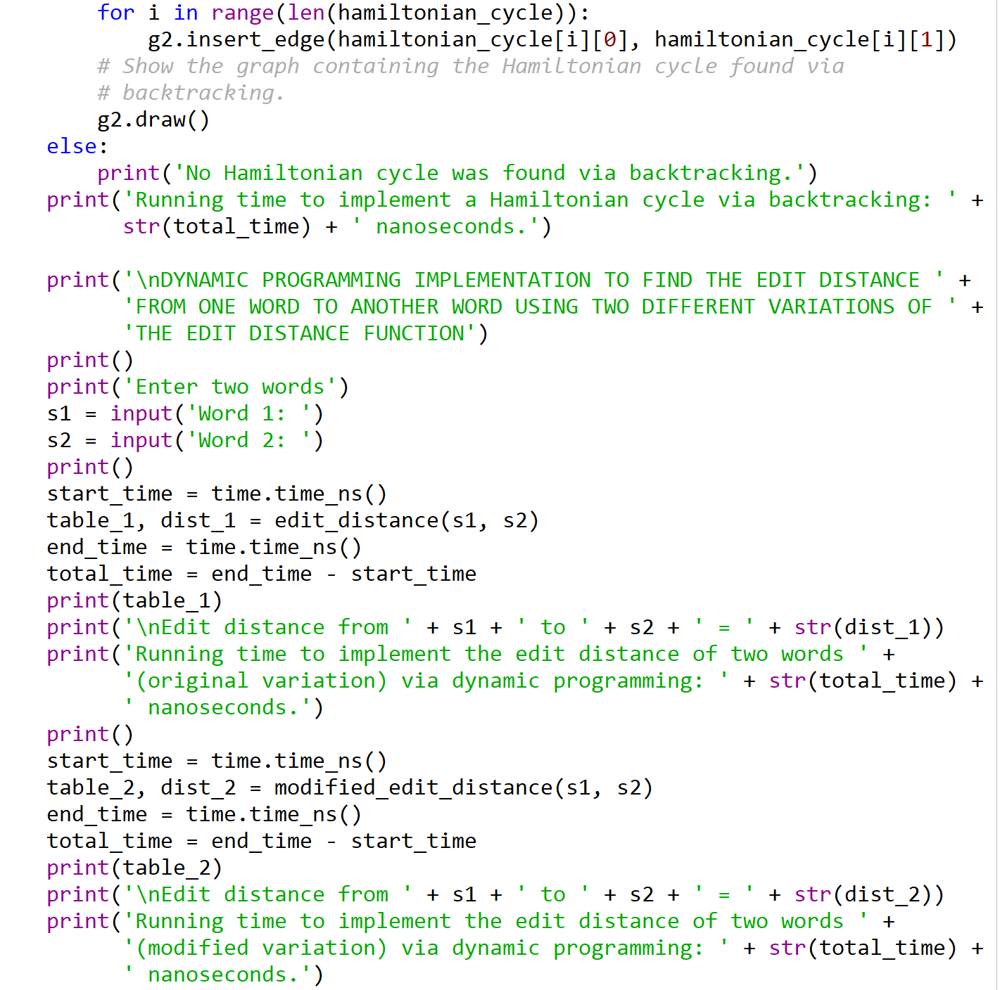 for i in range(len(hamiltonian_cycle)):
            g2.insert_edge(hamiltonian_cycle[i][0], hamiltonian_cycle[i][1])
        # Show the graph containing the Hamiltonian cycle found via
        # backtracking.
        g2.draw()
    else:
        print('No Hamiltonian cycle was found via backtracking.')
    print('Running time to implement a Hamiltonian cycle via backtracking: ' +
          str(total_time) + ' nanoseconds.')

    print('\nDYNAMIC PROGRAMMING IMPLEMENTATION TO FIND THE EDIT DISTANCE ' +
          'FROM ONE WORD TO ANOTHER WORD USING TWO DIFFERENT VARIATIONS OF ' +
          'THE EDIT DISTANCE FUNCTION')
    print()
    print('Enter two words')
    s1 = input('Word 1: ')
    s2 = input('Word 2: ')
    print()
    start_time = time.time_ns()
    table_1, dist_1 = edit_distance(s1, s2)
    end_time = time.time_ns()
    total_time = end_time - start_time
    print(table_1)
    print('\nEdit distance from ' + s1 + ' to ' + s2 + ' = ' + str(dist_1))
    print('Running time to implement the edit distance of two words ' +
          '(original variation) via dynamic programming: ' + str(total_time) +
          ' nanoseconds.')
    print()
    start_time = time.time_ns()
    table_2, dist_2 = modified_edit_distance(s1, s2)
    end_time = time.time_ns()
    total_time = end_time - start_time
    print(table_2)
    print('\nEdit distance from ' + s1 + ' to ' + s2 + ' = ' + str(dist_2))
    print('Running time to implement the edit distance of two words ' +
          '(modified variation) via dynamic programming: ' + str(total_time) +
          ' nanoseconds.')